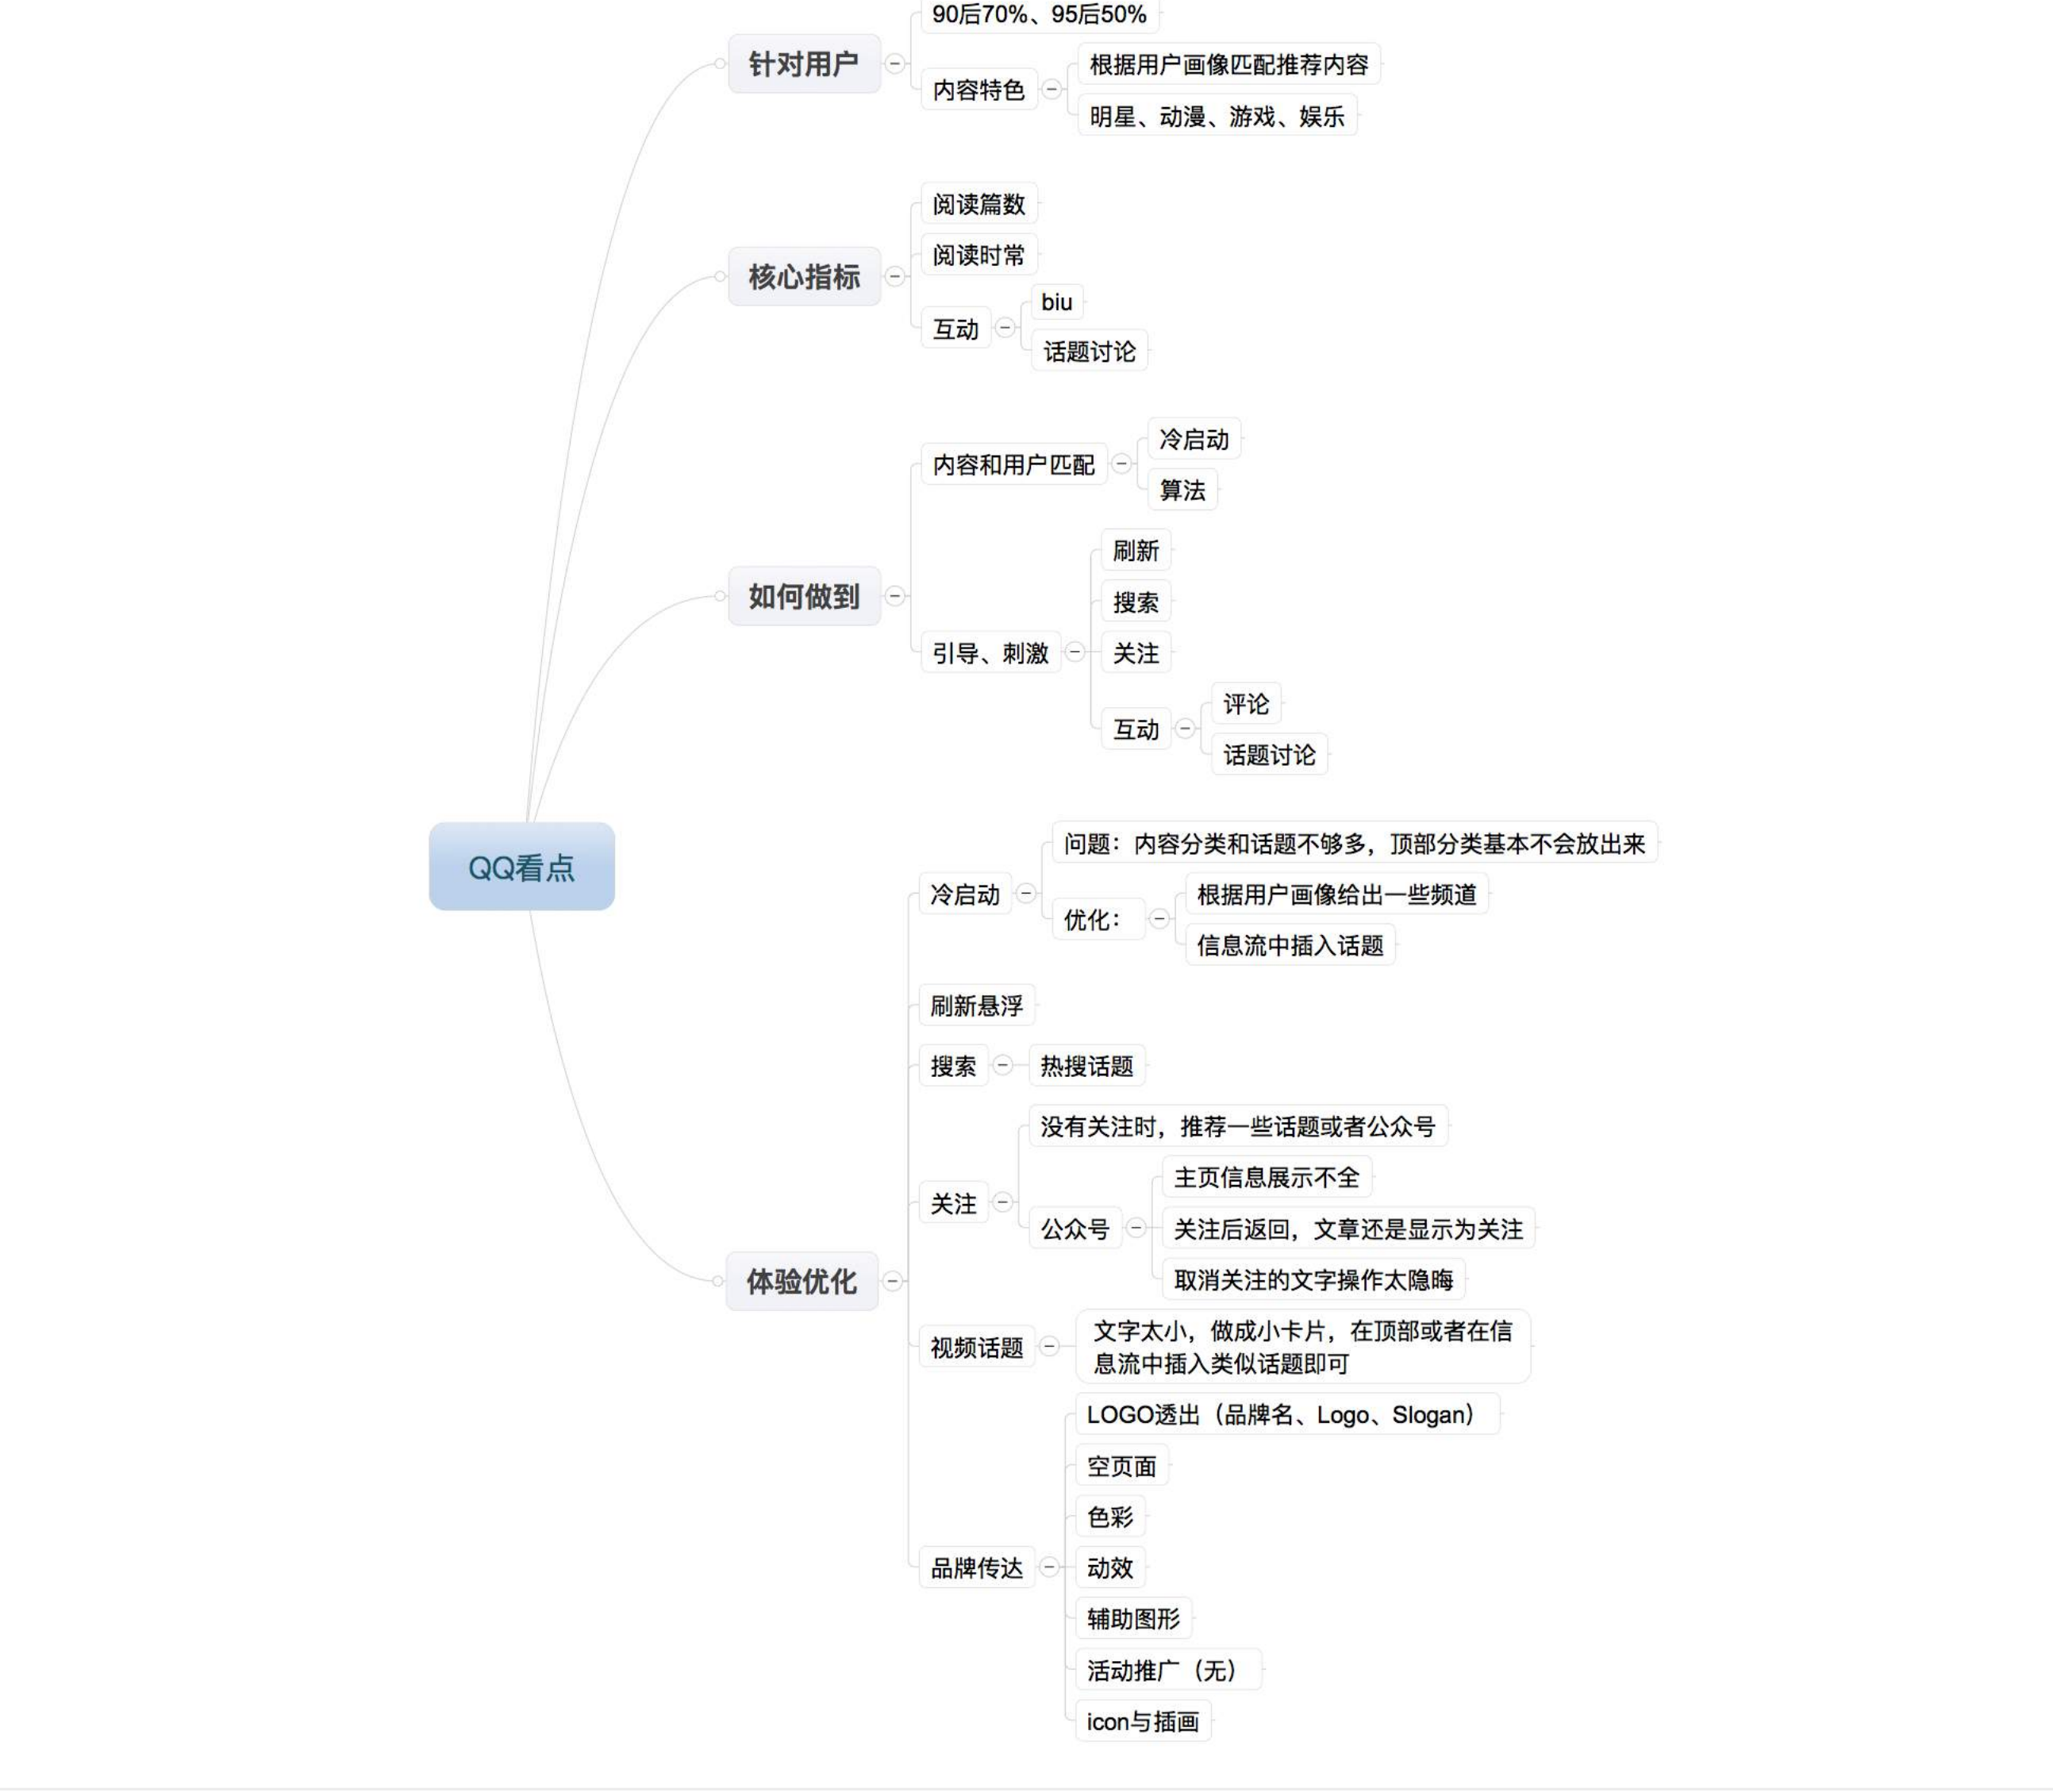 90后70%、95后50%
针对用户
内容特色
根据用户画像匹配推荐内容
明星、动漫、游戏、娱乐
核心指标
阅读篇数
阅读时常
互动
biu
话题讨论
如何做到
内容和用户匹配
冷启动
算法
引导、刺激
刷新
搜索
关注
互动
评论
话题讨论
QQ看点
体验优化
冷启动
问题：内容分类和话题不够多，顶部分类基本不会放出来
优化：
根据用户画像给出一些频道
信息流中插入话题
刷新悬浮
搜索
热搜话题
关注
没有关注时，推荐一些话题或者公众号
公众号
主页信息展示不全
关注后返回，文章还是显示为关注
取消关注的文字操作太隐晦
视频话题
文字太小，做成小卡片，在顶部或者在信
息流中插入类似话题即可
品牌传达
LOGO透出（品牌名、Logo、Slogan）
空页面
色彩
动效
辅助图形
活动推广（无）
icon与插画